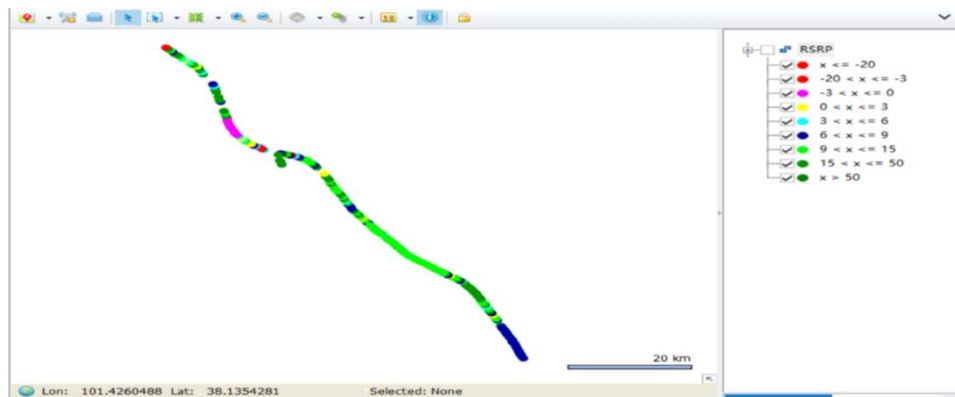 RSRP
x <= -20
-20 < x <= -3
-3 < x <= 0
0 < x <= 3
3 < x <= 6
6 < x <= 9
9 < x <= 15
15 < x <= 50
x > 50
20 km
Lon: 101.4260488 Lat: 38.1354281 Selected: None